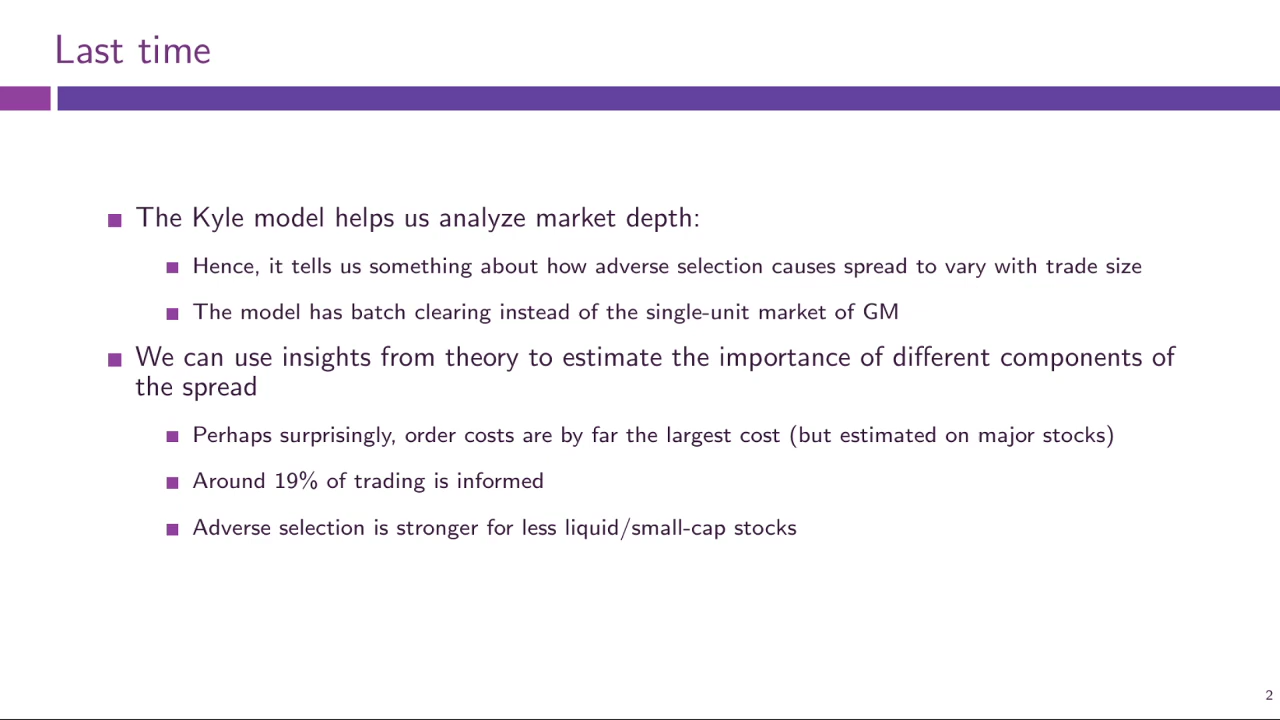 Last time
The Kyle model helps us analyze market depth:
Hence, it tells us something about how adverse selection causes spread to vary with trade size
The model has batch clearing instead of the single-unit market of GM
We can use insights from theory to estimate the importance of different components of
the spread
Perhaps surprisingly, order costs are by far the largest cost (but estimated on major stocks)
Around 19% of trading is informed
Adverse selection is stronger for less liquid/small-cap stocks
2